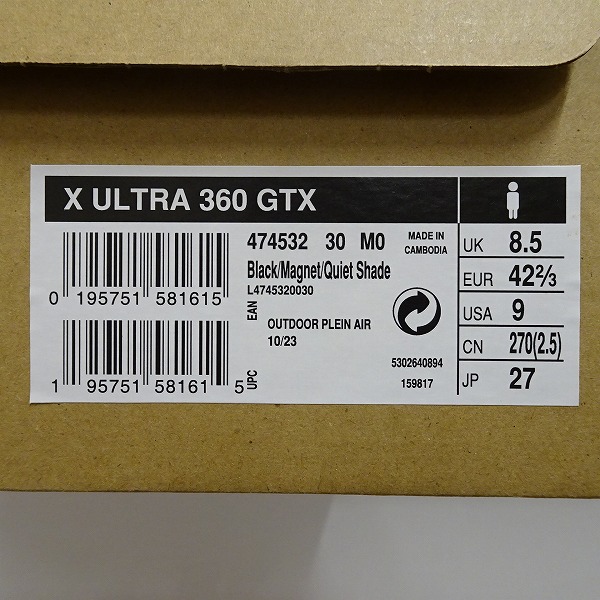 X ULTRA 360 GTX
474532 30 M0
MADE IN
CAMBODIA
Black/Magnet/Quiet Shade
L4745320030
0 195751 581615
EAN
OUTDOOR PLEIN AIR
10/23
1 95751 58161 5
UPC
5302640894
159817
UK 8.5
EUR 42⅔
USA 9
CN 270(2.5)
JP 27